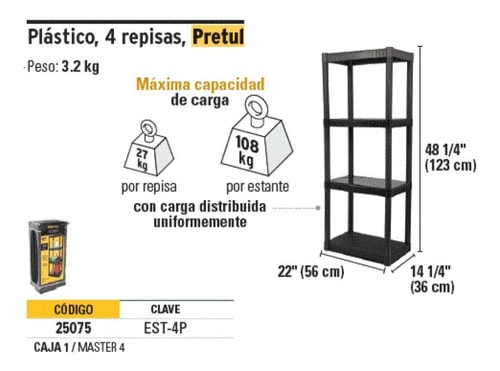 Plástico, 4 repisas, Pretul
Peso: 3.2 kg
Máxima capacidad
de carga
27
kg
108
kg
por repisa
por estante
con carga distribuida
uniformemente
48 1/4"
(123 cm)
22" (56 cm)
14 1/4"
(36 cm)
CÓDIGO
CLAVE
25075
EST-4P
CAJA 1 / MASTER 4